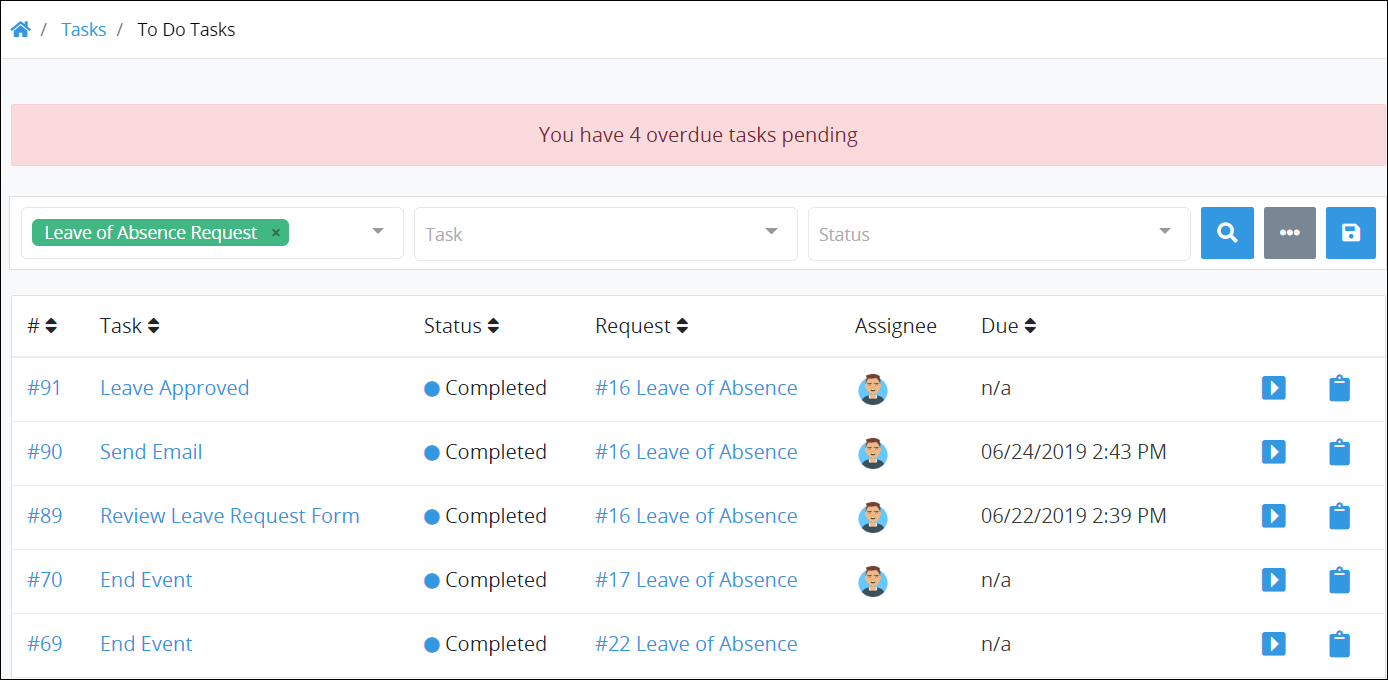 / Tasks / To Do Tasks
You have 4 overdue tasks pending
Leave of Absence Request × Task Status
# Task Status Request Assignee Due
#91 Leave Approved Completed #16 Leave of Absence n/a
#90 Send Email Completed #16 Leave of Absence 06/24/2019 2:43 PM
#89 Review Leave Request Form Completed #16 Leave of Absence 06/22/2019 2:39 PM
#70 End Event Completed #17 Leave of Absence n/a
#69 End Event Completed #22 Leave of Absence n/a